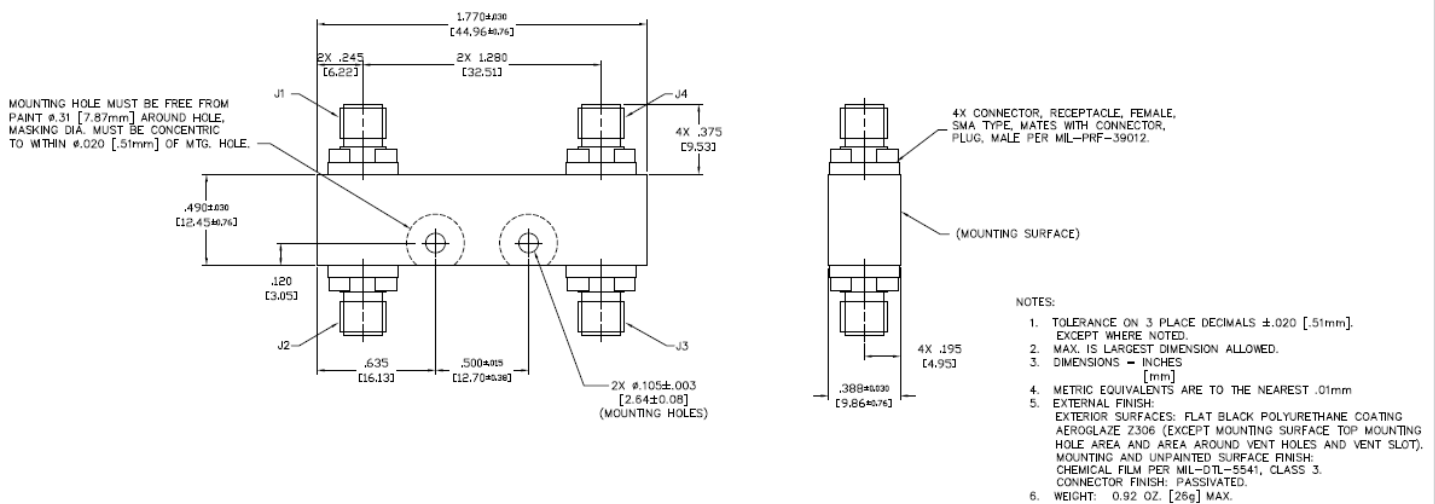 1.770±.030
[44.96±0.76]
2X .245
[6.22]
2X 1.280
[32.51]
J1
J4
MOUNTING HOLE MUST BE FREE FROM
PAINT ø.31 [7.87mm] AROUND HOLE,
MASKING DIA. MUST BE CONCENTRIC
TO WITHIN ø.020 [.51mm] OF MTG. HOLE.
4X .375
[9.53]
4X CONNECTOR, RECEPTACLE, FEMALE,
SMA TYPE, MATES WITH CONNECTOR,
PLUG, MALE PER MIL-PRF-39012.
.490±.030
[12.45±0.76]
(MOUNTING SURFACE)
.120
[3.05]
J2
J3
.635
[16.13]
.500±.015
[12.70±0.38]
2X ø.105±.003
[2.64±0.08]
(MOUNTING HOLES)
4X .195
[4.95]
.388±0.030
[9.86±0.76]
NOTES:
1. TOLERANCE ON 3 PLACE DECIMALS ±.020 [.51mm].
EXCEPT WHERE NOTED.
2. MAX. IS LARGEST DIMENSION ALLOWED.
3. DIMENSIONS - INCHES
[mm]
4. METRIC EQUIVALENTS ARE TO THE NEAREST .01mm
5. EXTERNAL FINISH:
EXTERIOR SURFACES: FLAT BLACK POLYURETHANE COATING
AEROGLAZE Z306 (EXCEPT MOUNTING SURFACE TOP MOUNTING
HOLE AREA AND AREA AROUND VENT HOLES AND VENT SLOT).
MOUNTING AND UNPAINTED SURFACE FINISH:
CHEMICAL FILM PER MIL-DTL-5541, CLASS 3.
CONNECTOR FINISH: PASSIVATED.
6. WEIGHT: 0.92 OZ. [26g] MAX.